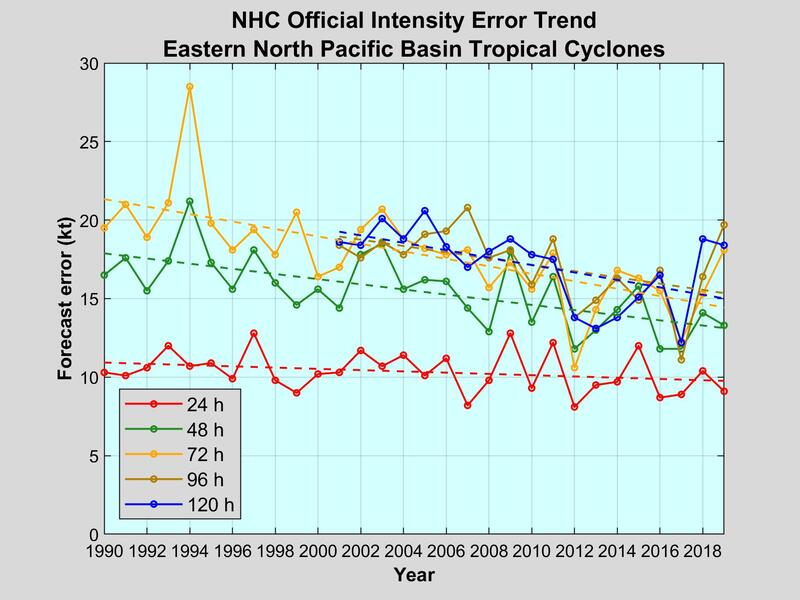 NHC Official Intensity Error Trend
Eastern North Pacific Basin Tropical Cyclones
30
25
20
15
10
5
0
Forecast error (kt)
24 h
48 h
72 h
96 h
120 h
1990 1992 1994 1996 1998 2000 2002 2004 2006 2008 2010 2012 2014 2016 2018
Year